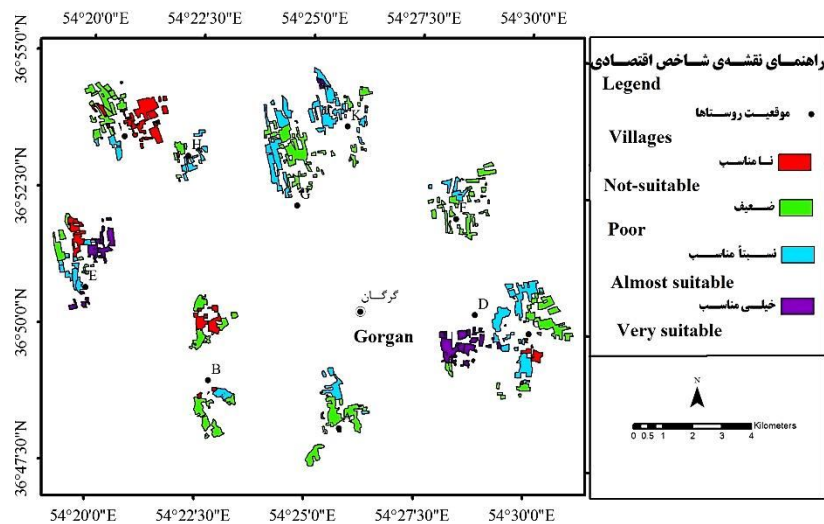 54°20'0"E 54°22'30"E 54°25'0"E 54°27'30"E 54°30'0"E
36°55'0"N
36°52'30"N
36°50'0"N
36°47'30"N
K
H
G
F
E
گرگان
Gorgan
D
B
A
54°20'0"E 54°22'30"E 54°25'0"E 54°27'30"E 54°30'0"E
راهنمای نقشه‌ی شاخص اقتصادی
Legend
موقعیت روستاها
Villages
نا مناسب
Not-suitable
ضعیف
Poor
نسبتاً مناسب
Almost suitable
خیلی مناسب
Very suitable
N
Kilometers
0 0.5 1 2 3 4